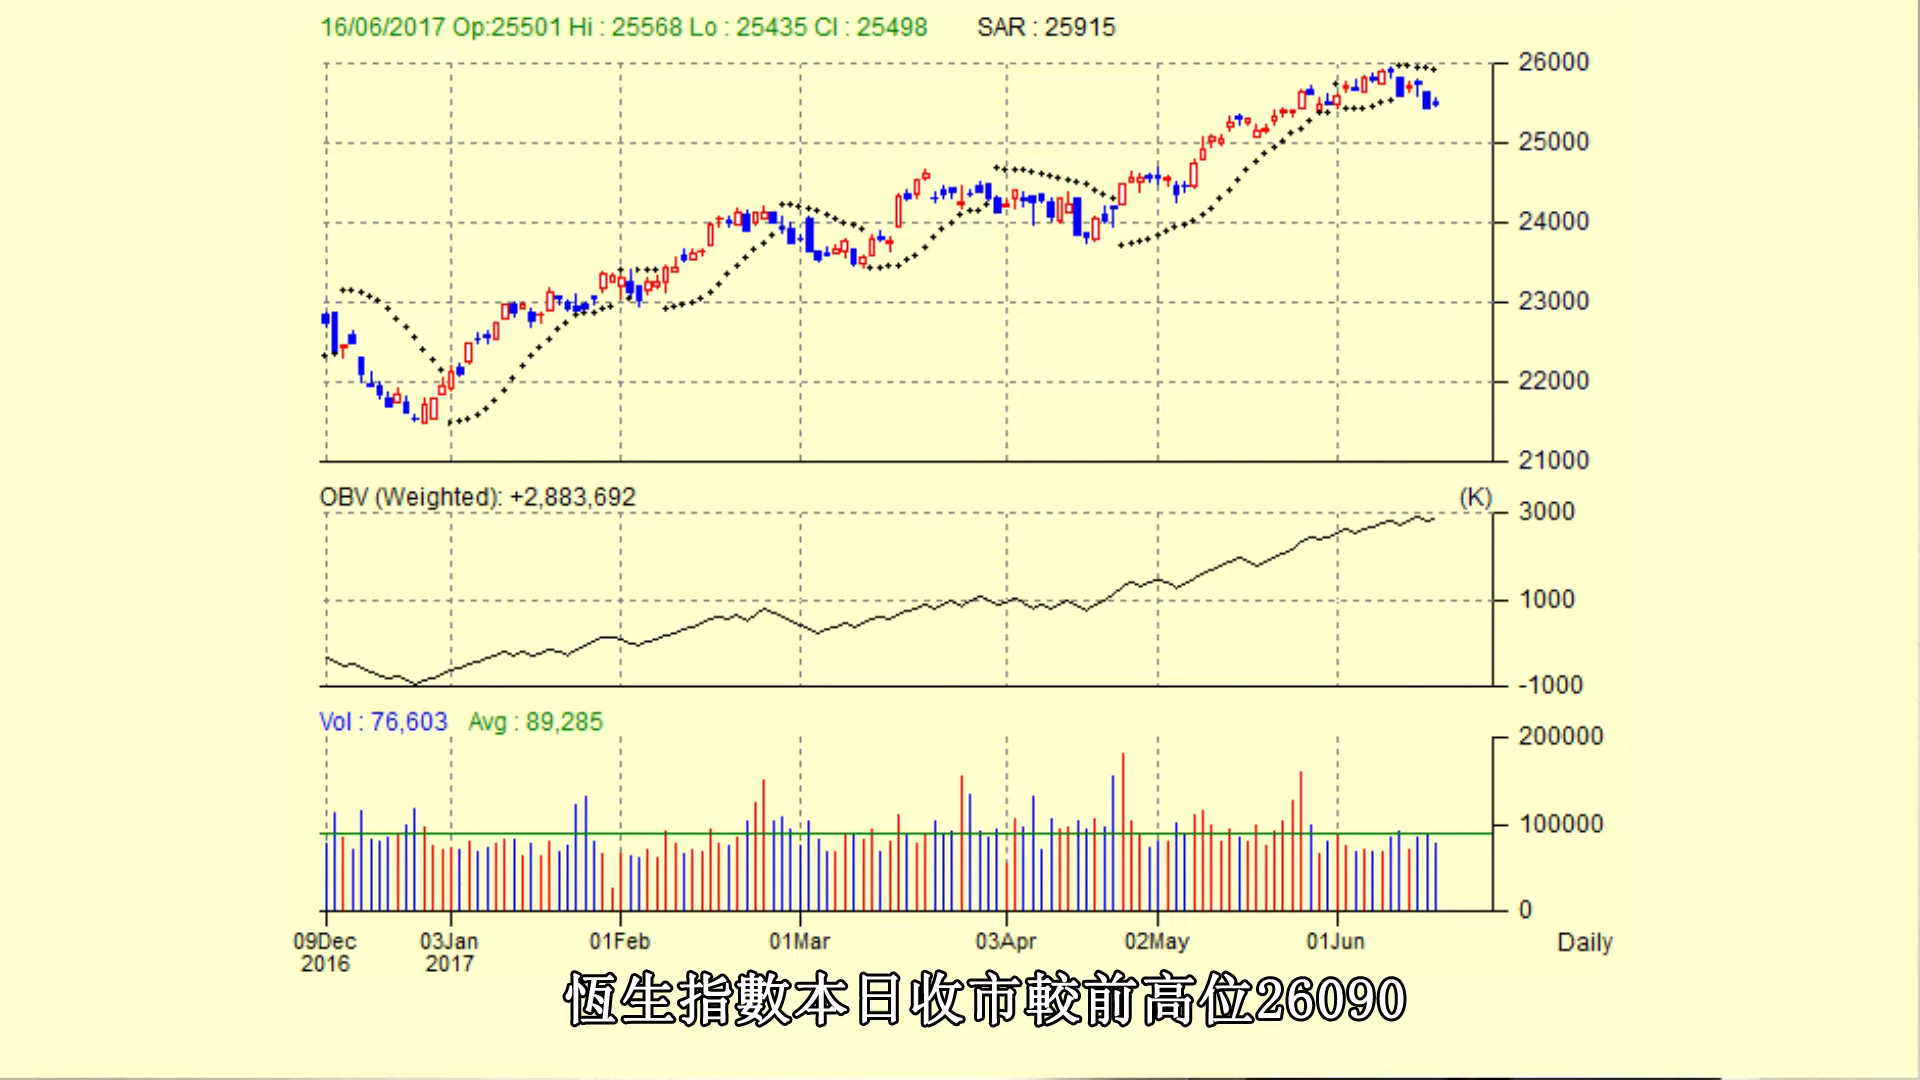 16/06/2017 Op:25501 Hi : 25568 Lo : 25435 Cl : 25498 SAR : 25915
26000
25000
24000
23000
22000
21000
OBV (Weighted): +2,883,692 (K)
3000
1000
-1000
Vol : 76,603 Avg : 89,285
200000
100000
0
09Dec 03Jan 01Feb 01Mar 03Apr 02May 01Jun Daily
2016 2017
恆生指數本日收市較前高位26090